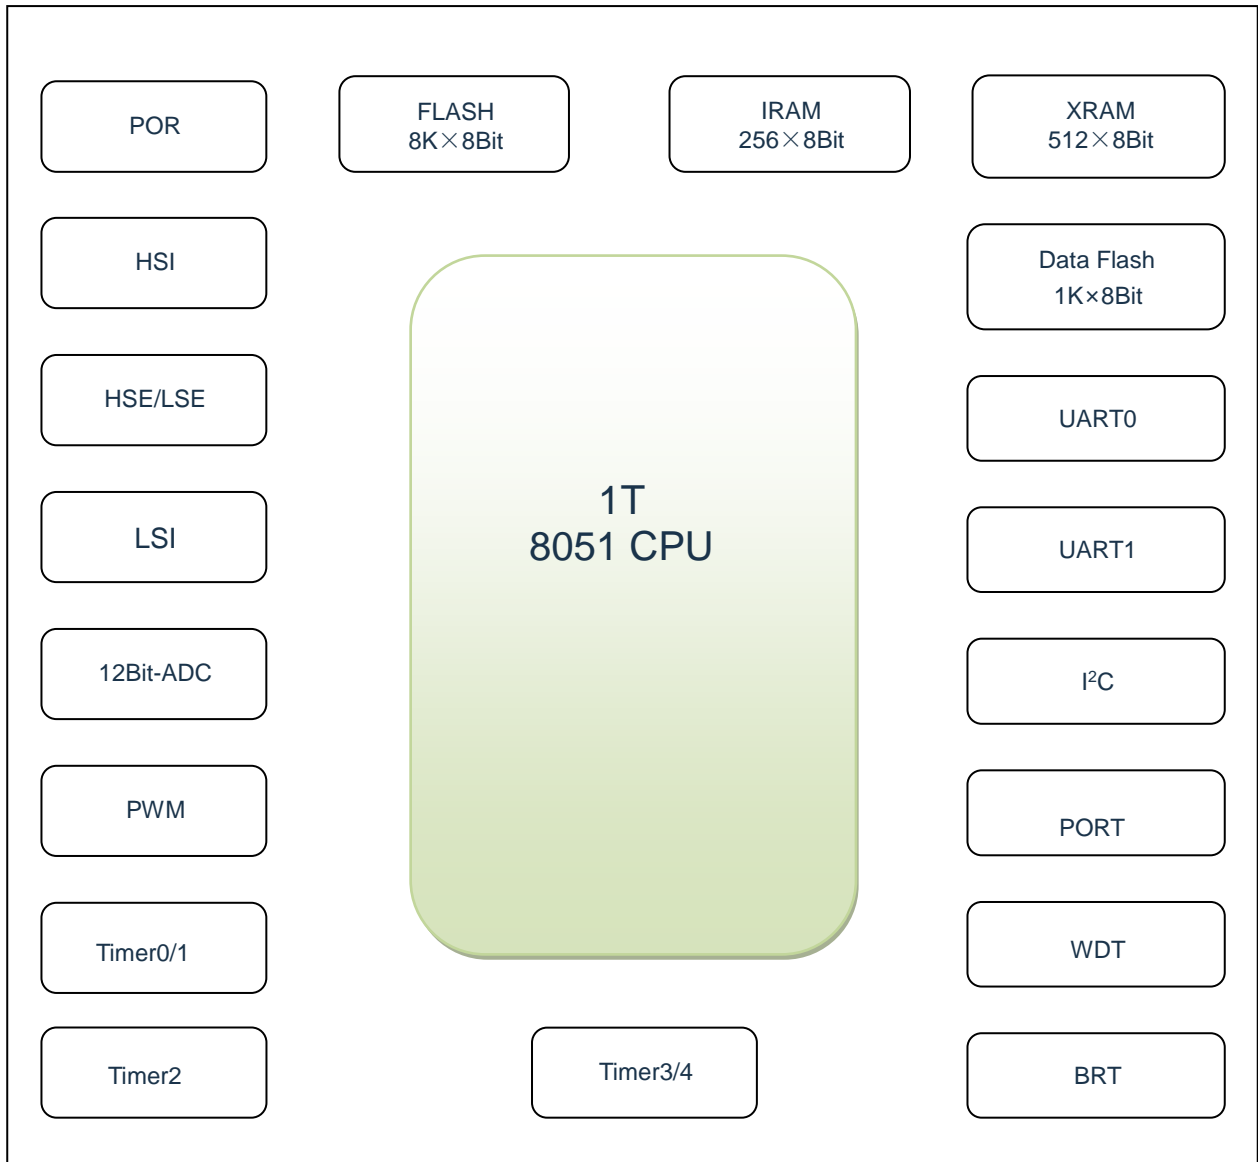 POR
FLASH
8K×8Bit
IRAM
256×8Bit
XRAM
512×8Bit
HSI
Data Flash
1K×8Bit
HSE/LSE
UART0
1T
8051 CPU
LSI
UART1
12Bit-ADC
I²C
PWM
PORT
Timer0/1
WDT
Timer2
Timer3/4
BRT